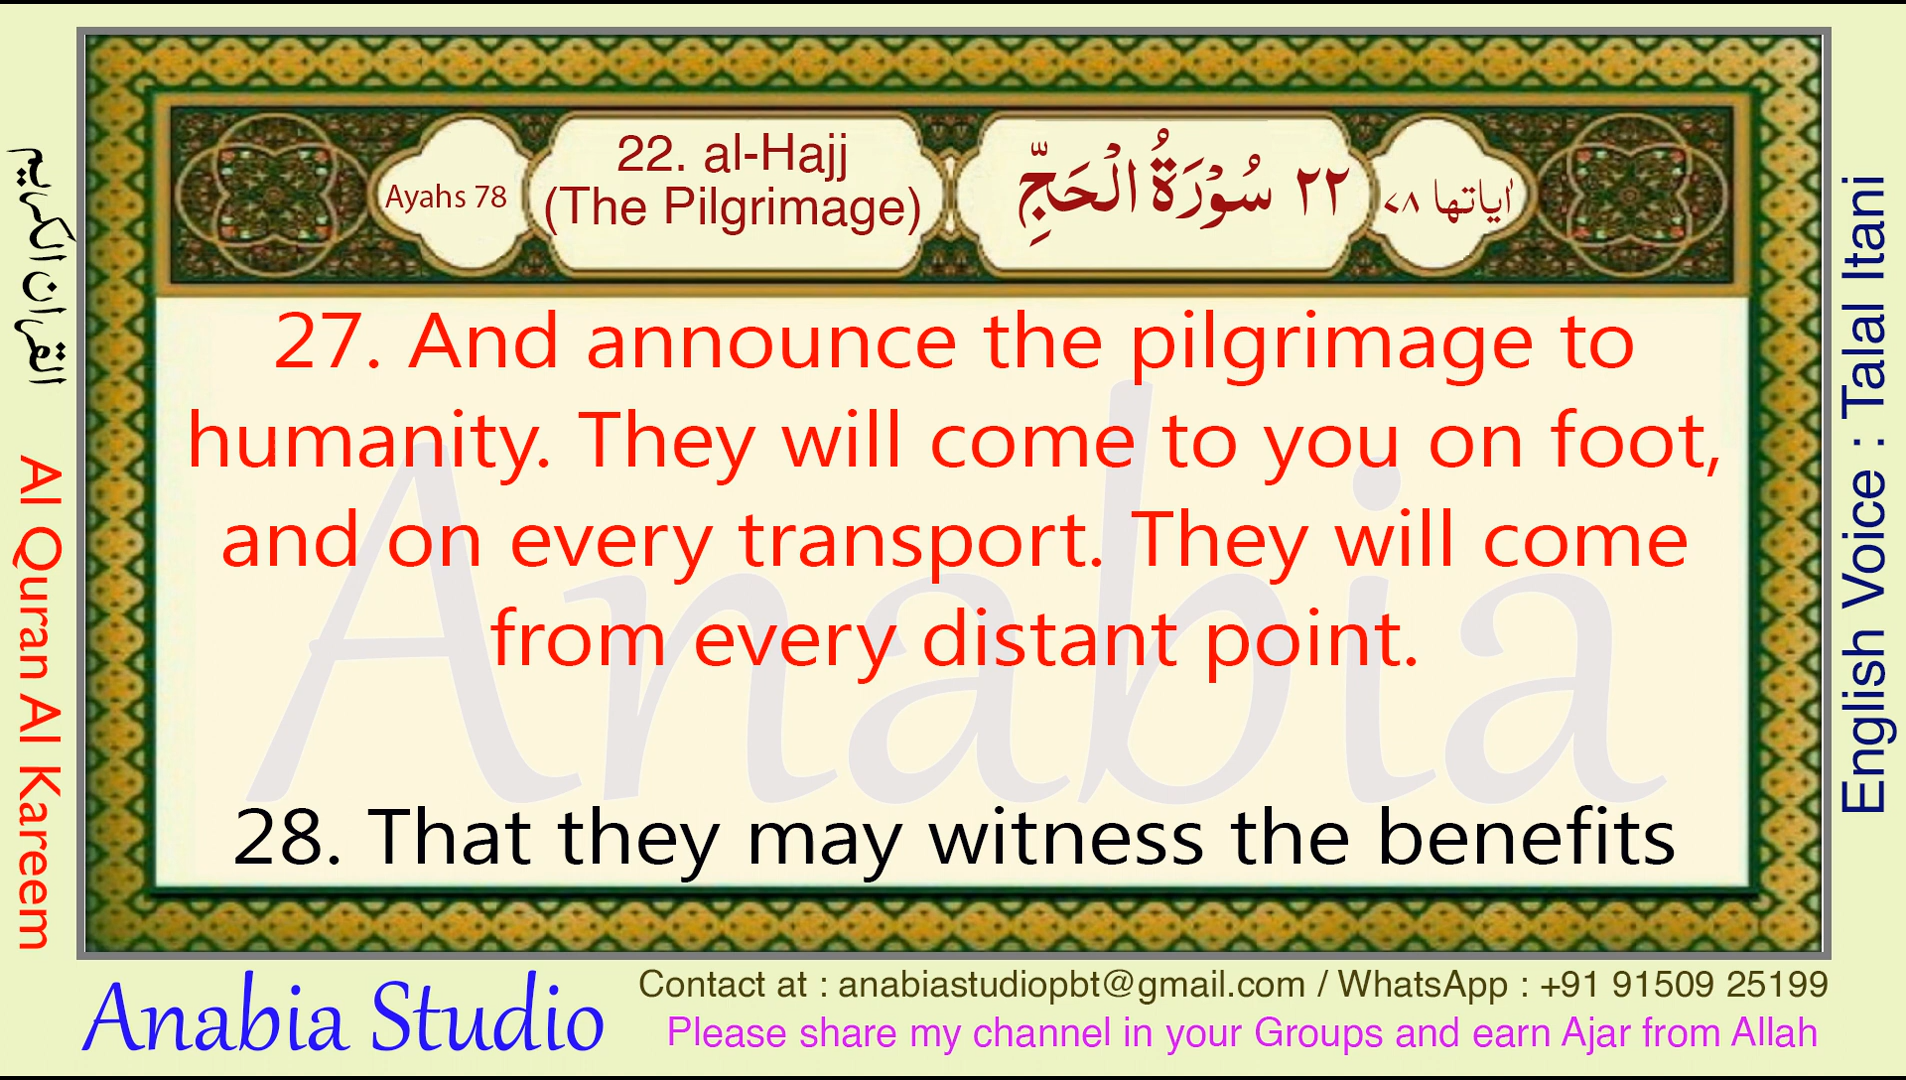 Ayahs 78
22. al-Hajj
(The Pilgrimage)
٢٢ سُوْرَةُ الْحَجِّ
اٰیاتها ٧٨
27. And announce the pilgrimage to
humanity. They will come to you on foot,
and on every transport. They will come
from every distant point.
28. That they may witness the benefits
Anabia
القران الكريم
Al Quran Al Kareem
English Voice : Talal Itani
Anabia Studio
Contact at : anabiastudiopbt@gmail.com / WhatsApp : +91 91509 25199
Please share my channel in your Groups and earn Ajar from Allah